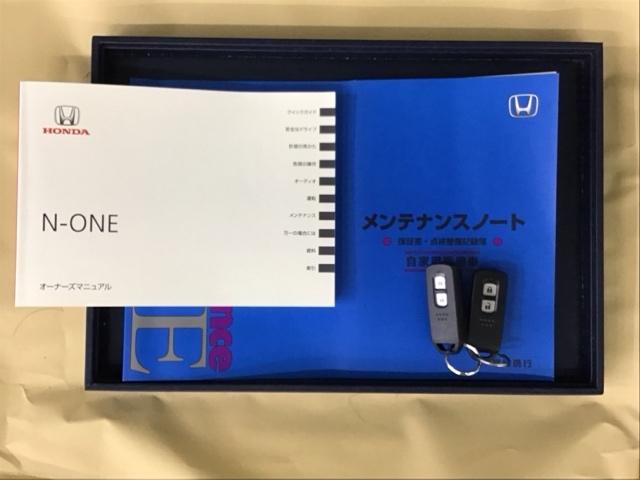 HONDA
N-ONE
オーナーズマニュアル
クイックガイド
安全なドライブ
計器の見かた
各部の操作
オーディオ
運転
メンテナンス
万一の場合には
資料
索引
メンテナンスノート
保証書・点検整備記録簿
自家用乗用車
nce
E
発行